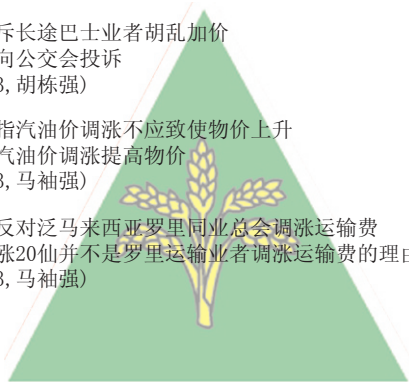 斥长途巴士业者胡乱加价
向公交会投诉
3,胡栋强)
指汽油价调涨不应致使物价上升
汽油价调涨提高物价
3,马袖强)
反对泛马来西亚罗里同业总会调涨运输费
涨20仙并不是罗里运输业者调涨运输费的理由
3,马袖强)